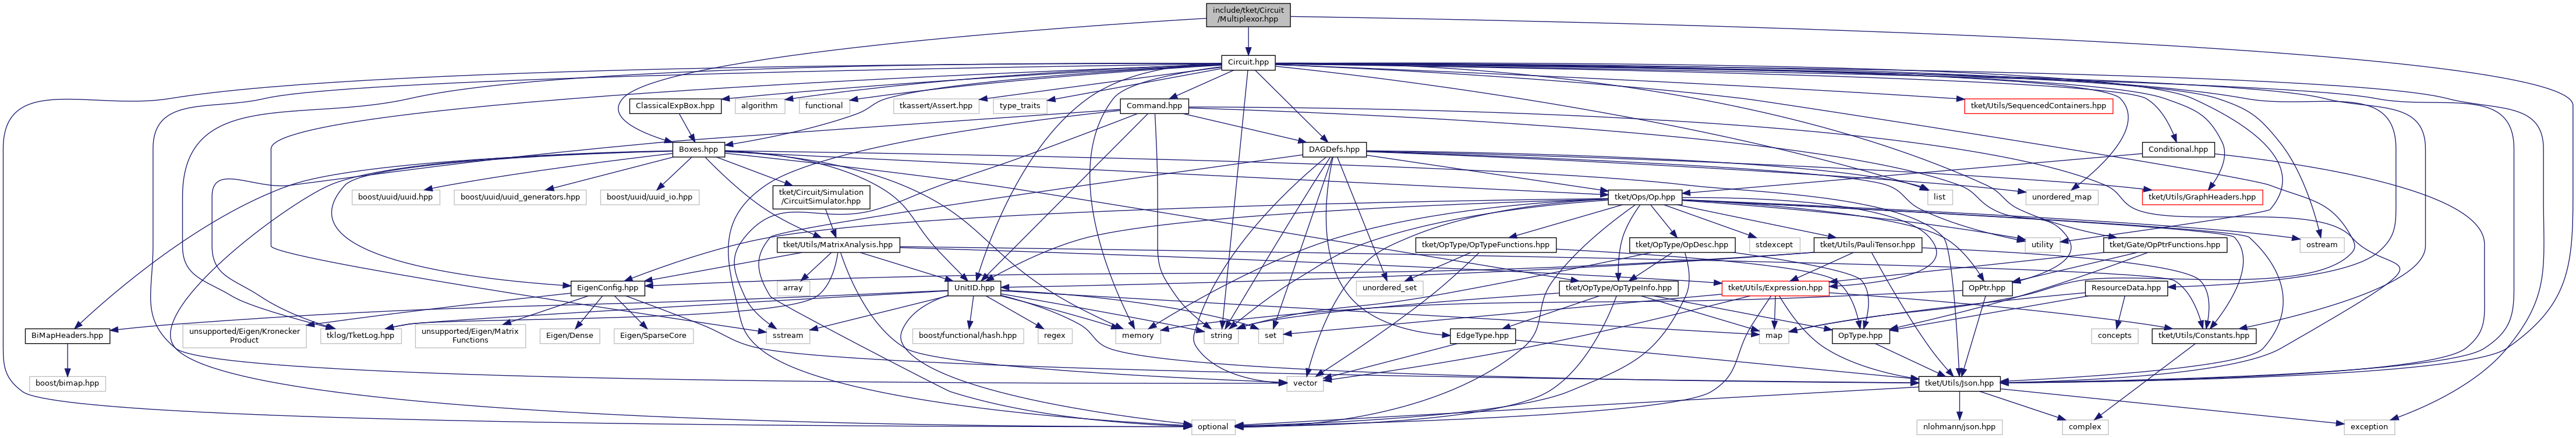 include/tket/Circuit
/Multiplexor.hpp
Circuit.hpp
ClassicalExpBox.hpp
algorithm
functional
tkassert/Assert.hpp
type_traits
Command.hpp
tket/Utils/SequencedContainers.hpp
Boxes.hpp
DAGDefs.hpp
Conditional.hpp
boost/uuid/uuid.hpp
boost/uuid/uuid_generators.hpp
boost/uuid/uuid_io.hpp
tket/Circuit/Simulation
/CircuitSimulator.hpp
tket/Ops/Op.hpp
list
unordered_map
tket/Utils/GraphHeaders.hpp
tket/Utils/MatrixAnalysis.hpp
tket/OpType/OpTypeFunctions.hpp
tket/OpType/OpDesc.hpp
stdexcept
tket/Utils/PauliTensor.hpp
utility
tket/Gate/OpPtrFunctions.hpp
ostream
EigenConfig.hpp
array
UnitID.hpp
unordered_set
tket/OpType/OpTypeInfo.hpp
tket/Utils/Expression.hpp
OpPtr.hpp
ResourceData.hpp
BiMapHeaders.hpp
unsupported/Eigen/Kronecker
Product
tklog/TketLog.hpp
unsupported/Eigen/Matrix
Functions
Eigen/Dense
Eigen/SparseCore
sstream
boost/functional/hash.hpp
regex
memory
string
set
EdgeType.hpp
map
OpType.hpp
concepts
tket/Utils/Constants.hpp
boost/bimap.hpp
vector
tket/Utils/Json.hpp
optional
nlohmann/json.hpp
complex
exception